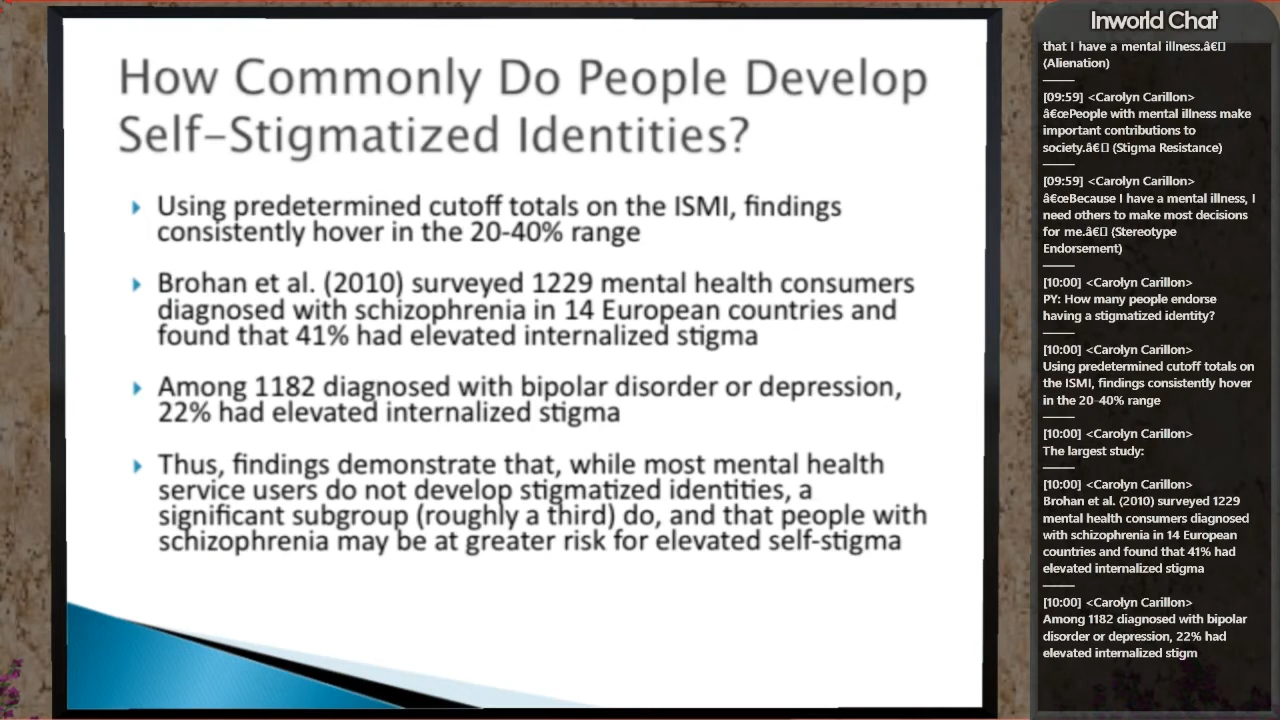 How Commonly Do People Develop
Self-Stigmatized Identities?
Using predetermined cutoff totals on the ISMI, findings
consistently hover in the 20-40% range
Brohan et al. (2010) surveyed 1229 mental health consumers
diagnosed with schizophrenia in 14 European countries and
found that 41% had elevated internalized stigma
Among 1182 diagnosed with bipolar disorder or depression,
22% had elevated internalized stigma
Thus, findings demonstrate that, while most mental health
service users do not develop stigmatized identities, a
significant subgroup (roughly a third) do, and that people with
schizophrenia may be at greater risk for elevated self-stigma
Inworld Chat
that I have a mental illness.â€▯
(Alienation)
[09:59] <Carolyn Carillon>
â€œPeople with mental illness make
important contributions to
society.â€▯ (Stigma Resistance)
[09:59] <Carolyn Carillon>
â€œBecause I have a mental illness, I
need others to make most decisions
for me.â€▯ (Stereotype
Endorsement)
[10:00] <Carolyn Carillon>
PY: How many people endorse
having a stigmatized identity?
[10:00] <Carolyn Carillon>
Using predetermined cutoff totals on
the ISMI, findings consistently hover
in the 20-40% range
[10:00] <Carolyn Carillon>
The largest study:
[10:00] <Carolyn Carillon>
Brohan et al. (2010) surveyed 1229
mental health consumers diagnosed
with schizophrenia in 14 European
countries and found that 41% had
elevated internalized stigma
[10:00] <Carolyn Carillon>
Among 1182 diagnosed with bipolar
disorder or depression, 22% had
elevated internalized stigm